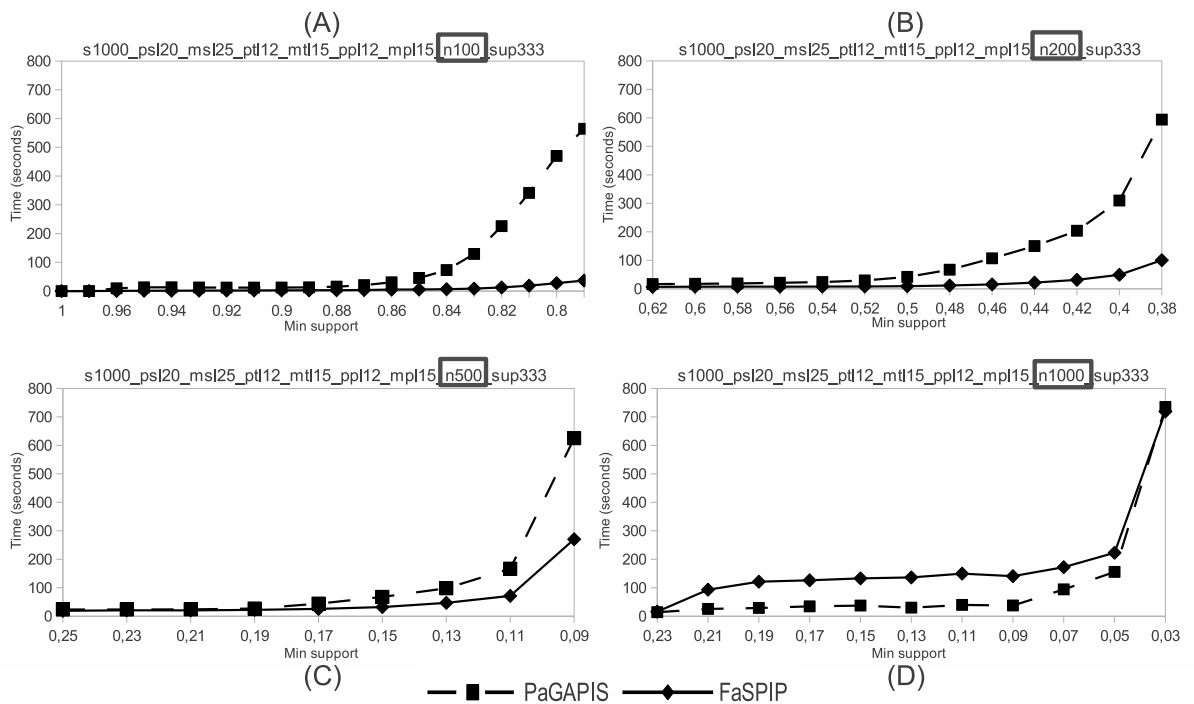 (A)
s1000_psl20_msl25_ptl12_mtl15_ppl12_mpl15_n100_sup333
800
700
600
500
400
300
200
100
0
Time (seconds)
1 0.96 0.94 0.92 0.9 0.88 0.86 0.84 0.82 0.8
Min support
(B)
s1000_psl20_msl25_ptl12_mtl15_ppl12_mpl15_n200_sup333
800
700
600
500
400
300
200
100
0
Time (seconds)
0,62 0,6 0,58 0,56 0,54 0,52 0,5 0,48 0,46 0,44 0,42 0,4 0,38
Min support
s1000_psl20_msl25_ptl12_mtl15_ppl12_mpl15_n500_sup333
800
700
600
500
400
300
200
100
0
Time (seconds)
0,25 0,23 0,21 0,19 0,17 0,15 0,13 0,11 0,09
Min support
(C)
s1000_psl20_msl25_ptl12_mtl15_ppl12_mpl15_n1000_sup333
800
700
600
500
400
300
200
100
0
Time (seconds)
0,23 0,21 0,19 0,17 0,15 0,13 0,11 0,09 0,07 0,05 0,03
Min support
(D)
PaGAPIS FaSPIP